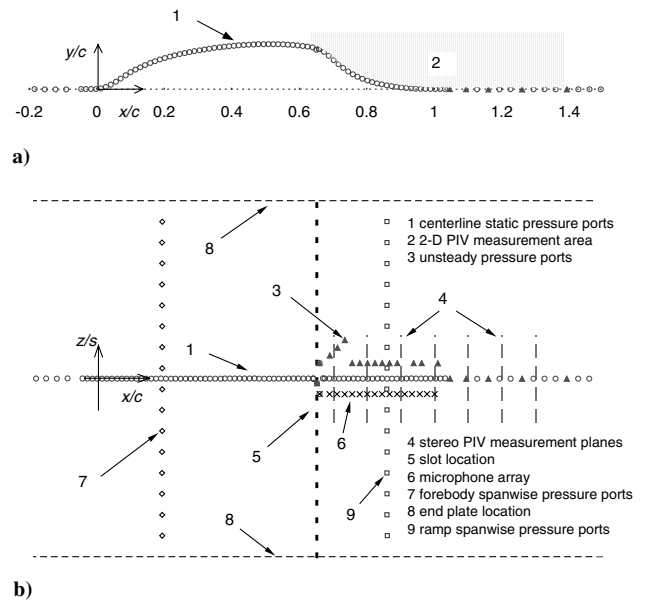 1
y/c
2
-0.2 0 x/c 0.2 0.4 0.6 0.8 1 1.2 1.4
a)
8
1 centerline static pressure ports
2 2-D PIV measurement area
3 unsteady pressure ports
3
4
z/s
1
x/c
7
5
6
4 stereo PIV measurement planes
5 slot location
6 microphone array
7 forebody spanwise pressure ports
8 end plate location
9 ramp spanwise pressure ports
9
8
b)